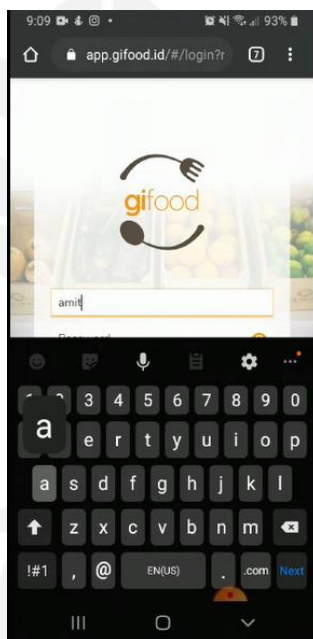 9:09 93%
app.gifood.id/#/login?r 7
gifood
amit
3 4 5 6 7 8 9 0
a
e r t y u i o p
a s d f g h j k l
z x c v b n m
!#1 , @ EN(US) . .com Next